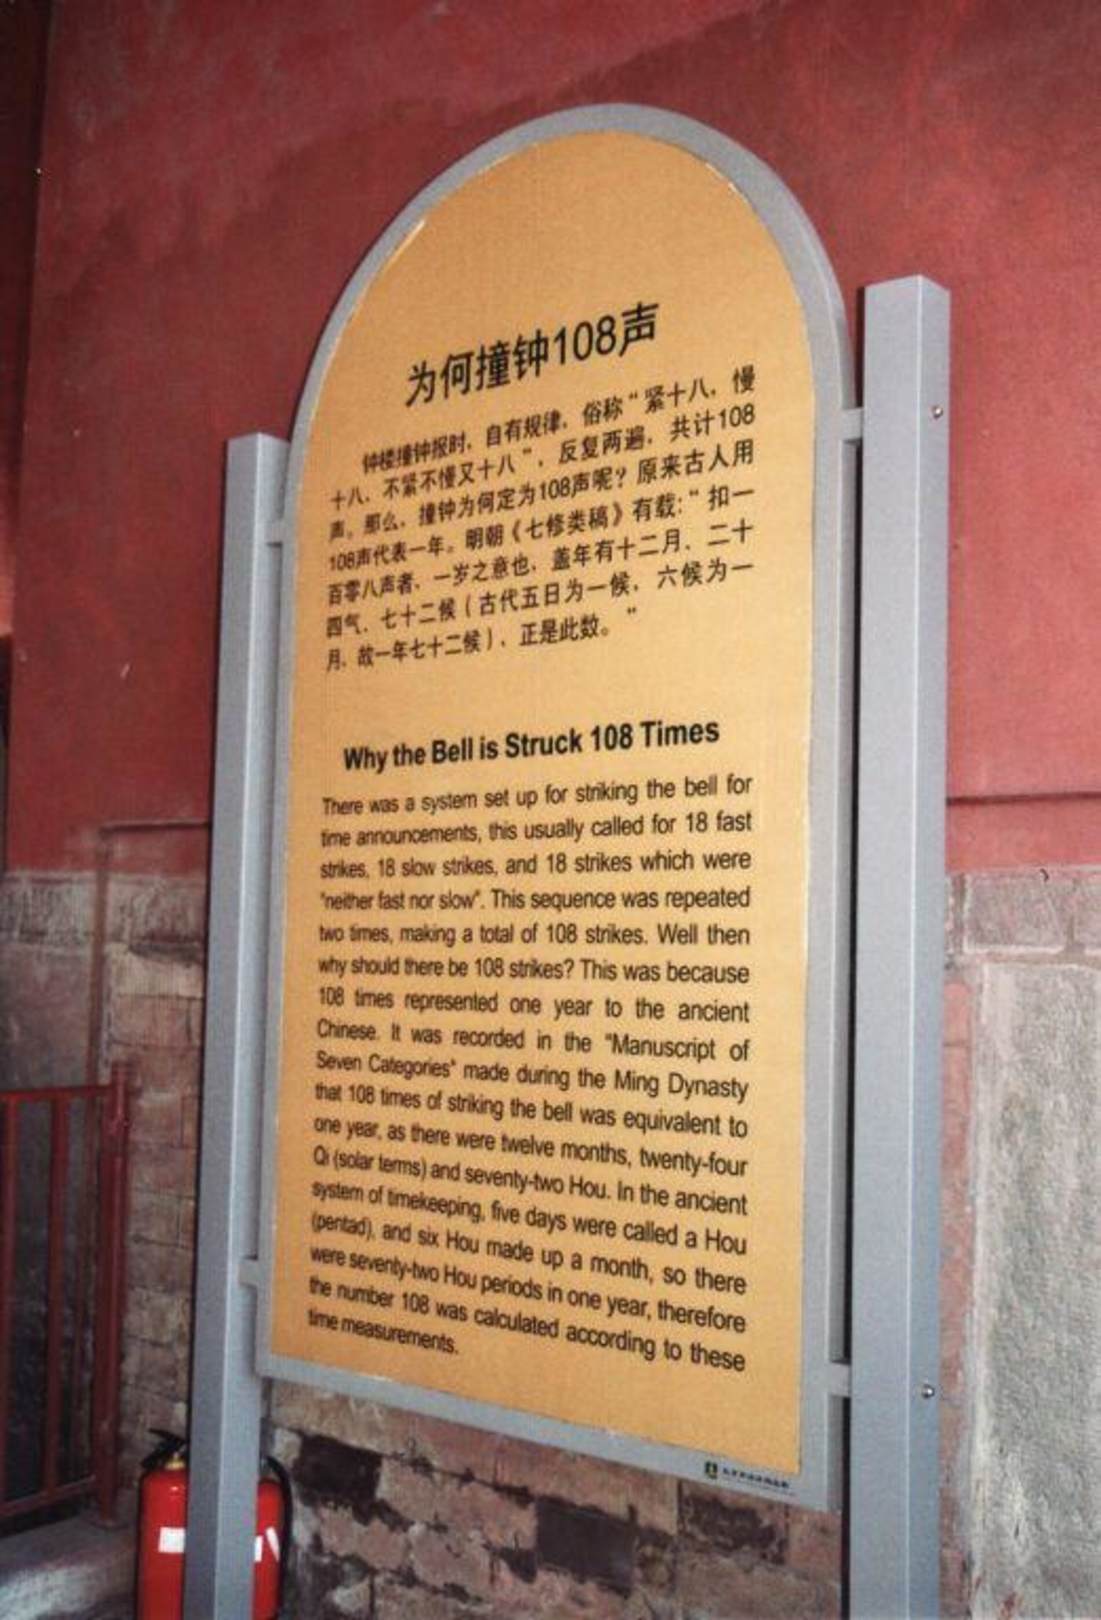 为何撞钟108声
钟楼撞钟报时，自有规律，俗称“紧十八，慢
十八，不紧不慢又十八”，反复两遍，共计108
声。那么，撞钟为何定为108声呢？原来古人用
108声代表一年。明朝《七修类稿》有载：“扣一
百零八声者，一岁之意也，盖年有十二月，二十
四气，七十二候（古代五日为一候，六候为一
月，故一年七十二候），正是此数。”
Why the Bell is Struck 108 Times
There was a system set up for striking the bell for
time announcements, this usually called for 18 fast
strikes, 18 slow strikes, and 18 strikes which were
"neither fast nor slow". This sequence was repeated
two times, making a total of 108 strikes. Well then
why should there be 108 strikes? This was because
108 times represented one year to the ancient
Chinese. It was recorded in the "Manuscript of
Seven Categories" made during the Ming Dynasty
that 108 times of striking the bell was equivalent to
one year, as there were twelve months, twenty-four
Qi (solar terms) and seventy-two Hou. In the ancient
system of timekeeping, five days were called a Hou
(pentad), and six Hou made up a month, so there
were seventy-two Hou periods in one year, therefore
the number 108 was calculated according to these
time measurements.